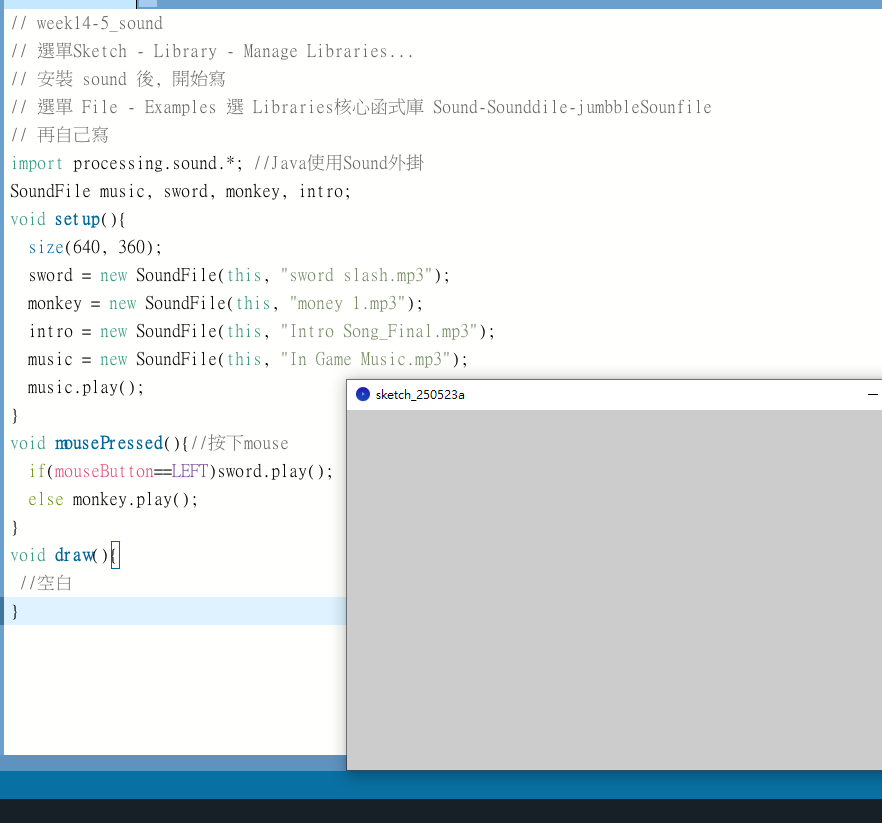 // week14-5_sound
// 選單Sketch - Library - Manage Libraries...
// 安裝 sound 後, 開始寫
// 選單 File - Examples 選 Libraries核心函式庫 Sound-Sounddile-jumbbleSounfile
// 再自己寫
import processing.sound.*; //Java使用Sound外掛
SoundFile music, sword, monkey, intro;
void setup(){
  size(640, 360);
  sword = new SoundFile(this, "sword slash.mp3");
  monkey = new SoundFile(this, "money 1.mp3");
  intro = new SoundFile(this, "Intro Song_Final.mp3");
  music = new SoundFile(this, "In Game Music.mp3");
  music.play();
}
void mousePressed(){//按下mouse
  if(mouseButton==LEFT)sword.play();
  else monkey.play();
}
void draw(){
 //空白
}
sketch_250523a